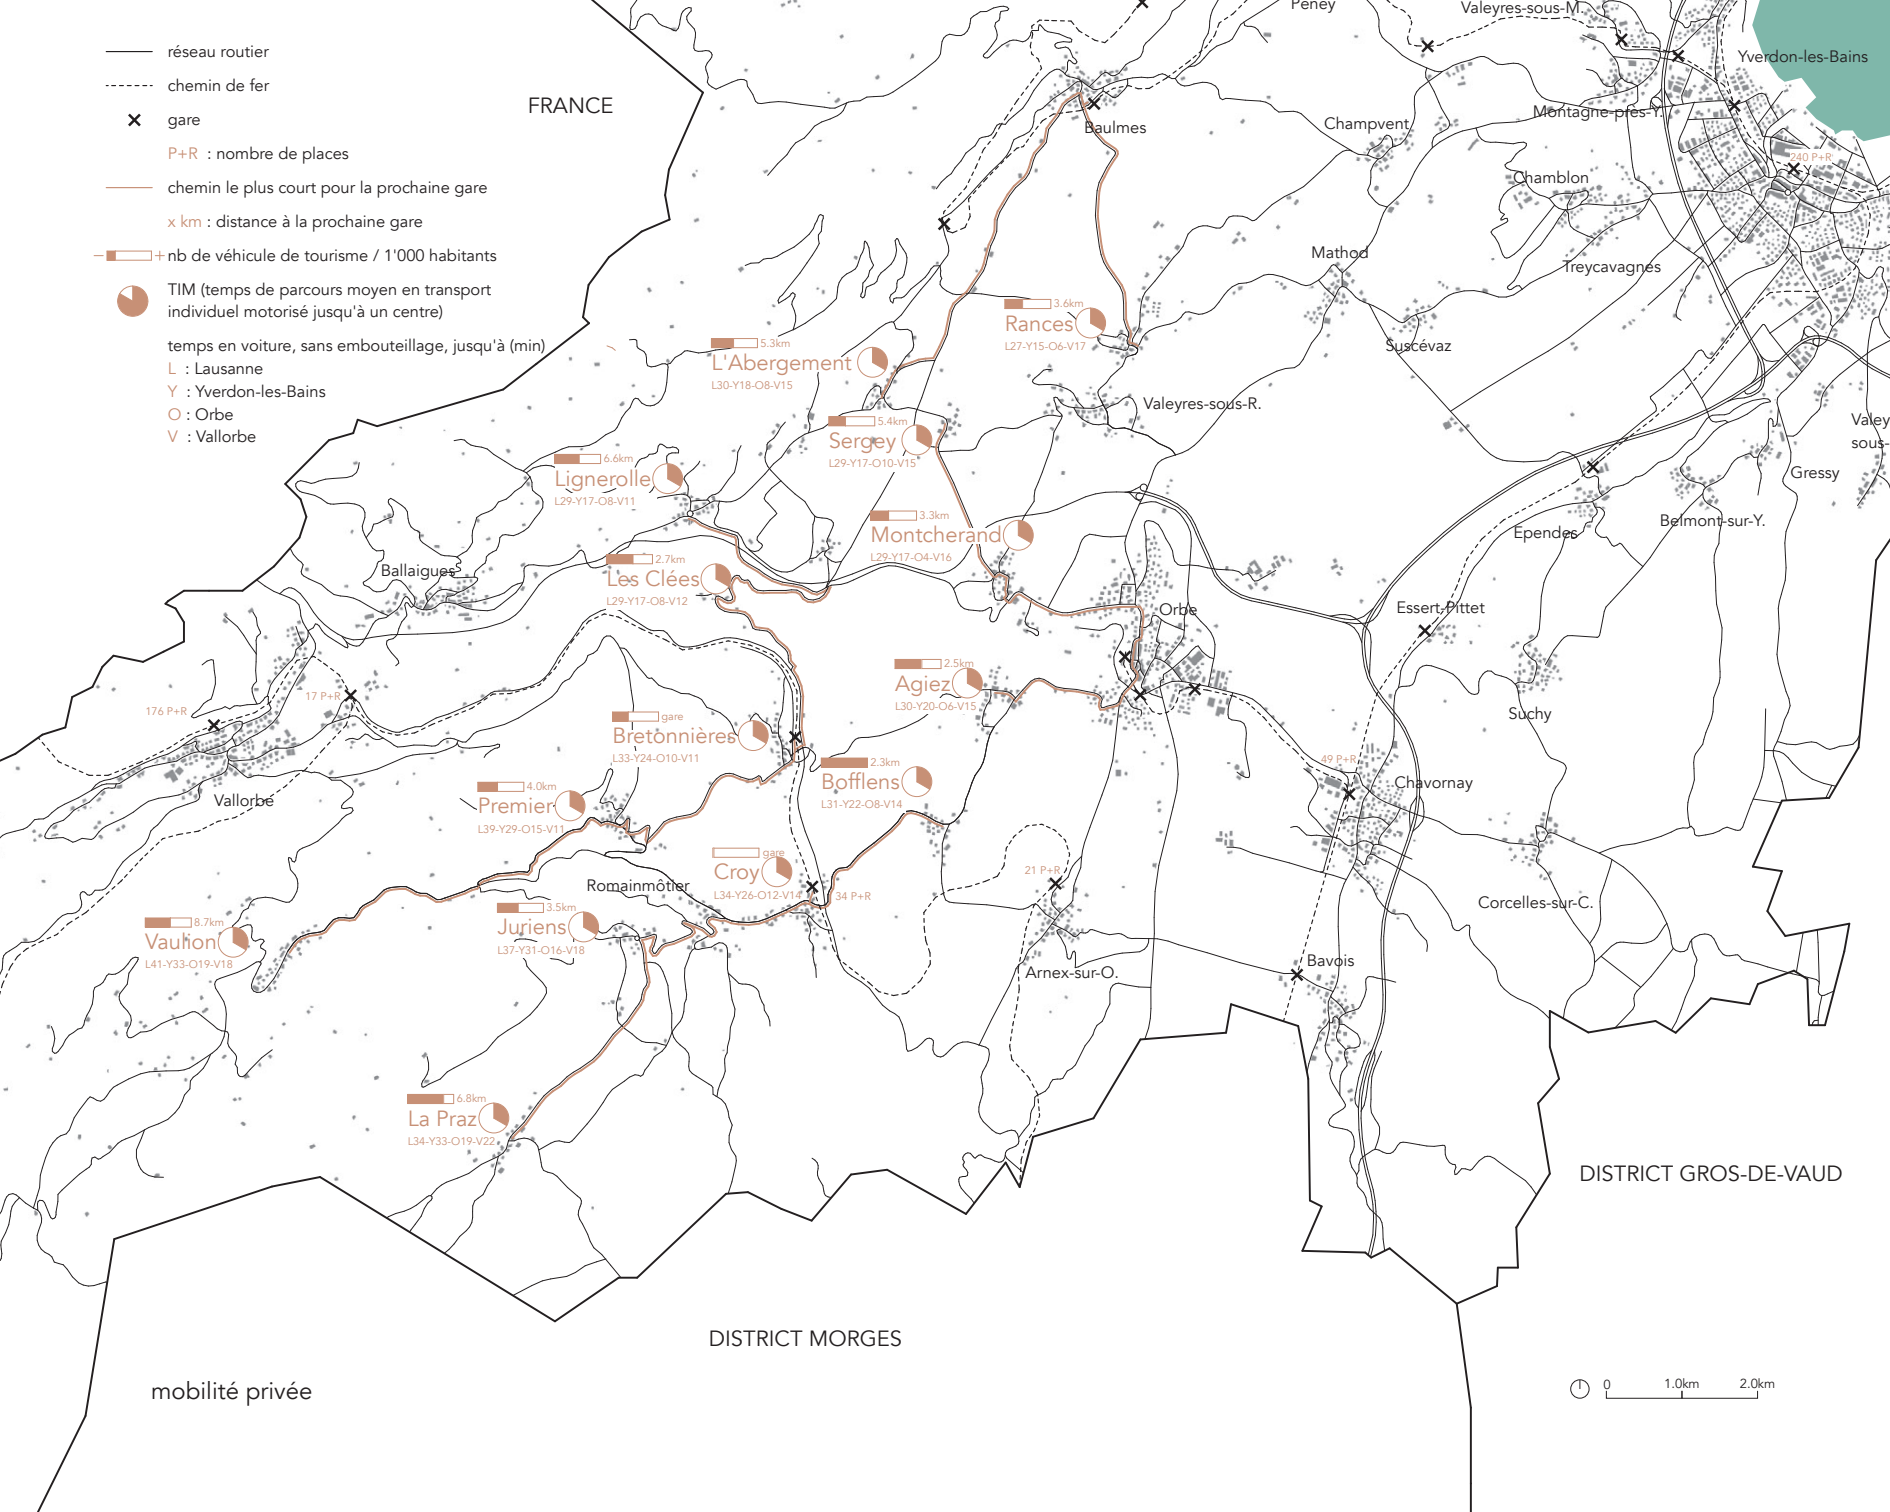 réseau routier
chemin de fer
gare
P+R : nombre de places
chemin le plus court pour la prochaine gare
x km : distance à la prochaine gare
− + nb de véhicule de tourisme / 1'000 habitants
TIM (temps de parcours moyen en transport
individuel motorisé jusqu'à un centre)
temps en voiture, sans embouteillage, jusqu'à (min)
L : Lausanne
Y : Yverdon-les-Bains
O : Orbe
V : Vallorbe
FRANCE
Peney
Valeyres-sous-M.
Yverdon-les-Bains
Montagne-près-Y.
Baulmes
Champvent
240 P+R
Chamblon
Mathod
Treycavagnes
3.6km
Rances
L27-Y15-O6-V17
Suscévaz
5.3km
L'Abergement
L30-Y18-O8-V15
Valeyres-sous-R.
Valey
sous-
5.4km
Sergey
L29-Y17-O10-V15
6.6km
Lignerolle
L29-Y17-O8-V11
Gressy
3.3km
Montcherand
L29-Y17-O4-V16
Belmont-sur-Y.
Ependes
2.7km
Les Clées
L29-Y17-O8-V12
Ballaigues
Orbe
Essert-Pittet
2.5km
Agiez
L30-Y20-O6-V15
17 P+R
176 P+R
Suchy
gare
Bretonnières
L33-Y24-O10-V11
2.3km
Bofflens
L31-Y22-O8-V14
49 P+R
Chavornay
Vallorbe
4.0km
Premier
L39-Y29-O15-V11
gare
Croy
L34-Y26-O12-V14
34 P+R
21 P+R
Romainmôtier
Corcelles-sur-C.
3.5km
Juriens
L37-Y31-O16-V18
8.7km
Vaulion
L41-Y33-O19-V18
Bavois
Arnex-sur-O.
6.8km
La Praz
L34-Y33-O19-V22
DISTRICT GROS-DE-VAUD
DISTRICT MORGES
mobilité privée
0 1.0km 2.0km